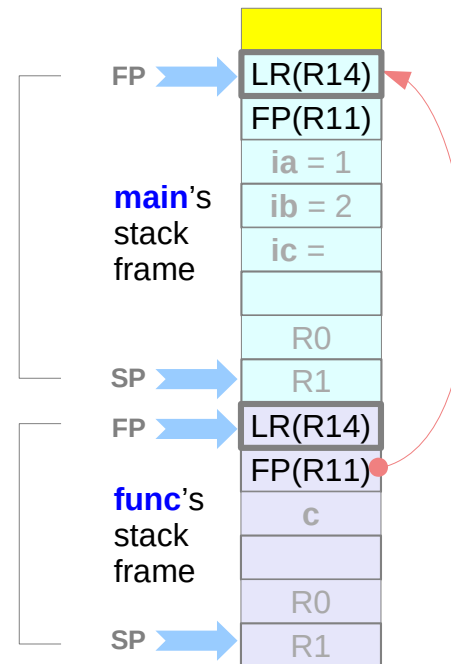 FP
LR(R14)
FP(R11)
ia = 1
main's
ib = 2
stack
ic =
frame
R0
SP
R1
FP
LR(R14)
FP(R11)
func's
c
stack
frame
R0
SP
R1